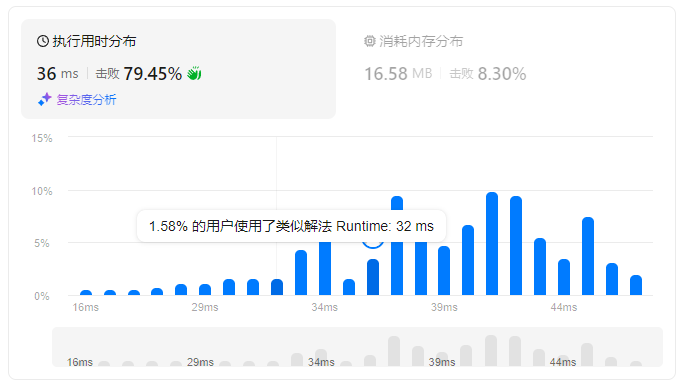 执行用时分布
消耗内存分布
36 ms 击败 79.45%
16.58 MB 击败 8.30%
复杂度分析
15%
10%
1.58% 的用户使用了类似解法 Runtime: 32 ms
5%
0%
16ms 29ms 34ms 39ms 44ms
16ms 29ms 34ms 39ms 44ms